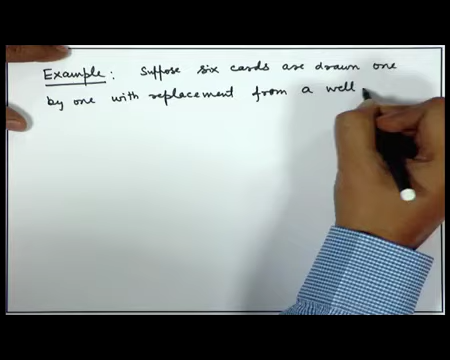 Example: Suppose six cards are drawn one
by one with replacement from a well